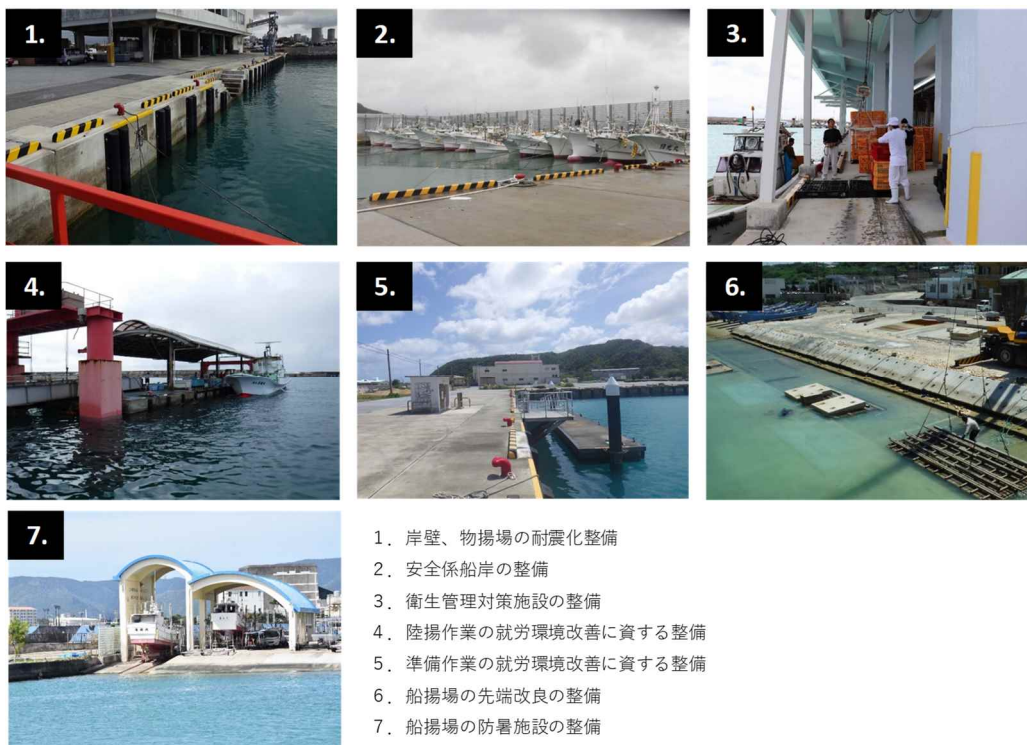 1.
2.
3.
4.
5.
6.
7.
1. 岸壁、物揚場の耐震化整備
2. 安全係船岸の整備
3. 衛生管理対策施設の整備
4. 陸揚作業の就労環境改善に資する整備
5. 準備作業の就労環境改善に資する整備
6. 船揚場の先端改良の整備
7. 船揚場の防暑施設の整備